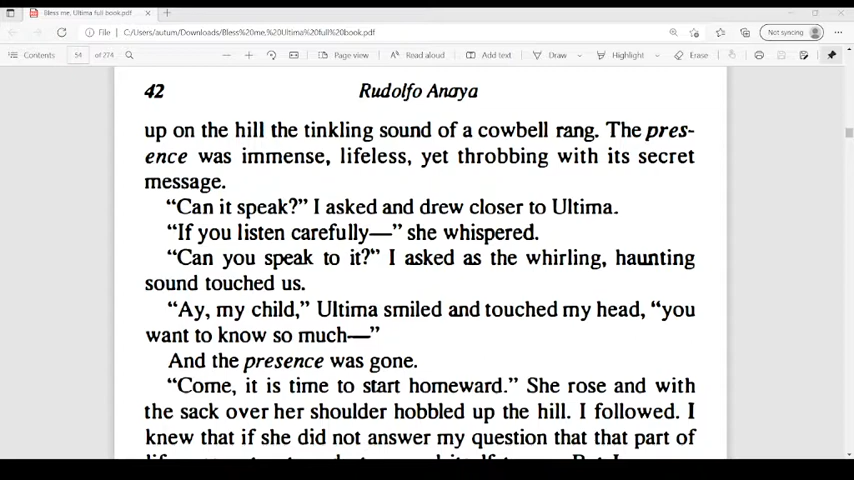 Bless me, Ultima full book.pdf
File C:/Users/autum/Downloads/Bless%20me,%20Ultima%20full%20book.pdf Not syncing
Contents 54 of 274 Page view Read aloud Add text Draw Highlight Erase
42 Rudolfo Anaya
up on the hill the tinkling sound of a cowbell rang. The pres-
ence was immense, lifeless, yet throbbing with its secret
message.
“Can it speak?” I asked and drew closer to Ultima.
“If you listen carefully—” she whispered.
“Can you speak to it?” I asked as the whirling, haunting
sound touched us.
“Ay, my child,” Ultima smiled and touched my head, “you
want to know so much—”
And the presence was gone.
“Come, it is time to start homeward.” She rose and with
the sack over her shoulder hobbled up the hill. I followed. I
knew that if she did not answer my question that that part of